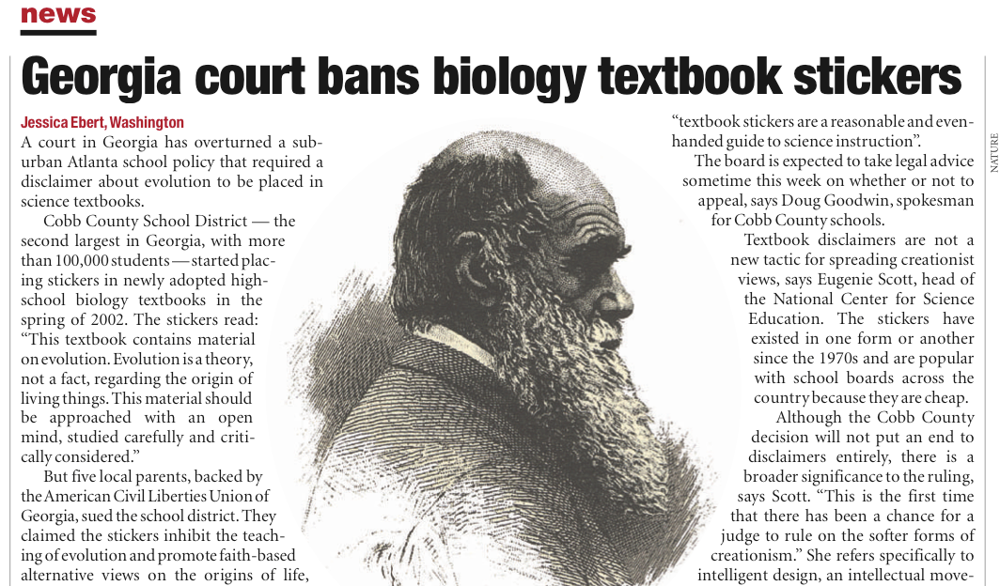 news
Georgia court bans biology textbook stickers
Jessica Ebert, Washington
A court in Georgia has overturned a sub-
urban Atlanta school policy that required a
disclaimer about evolution to be placed in
science textbooks.
Cobb County School District — the
second largest in Georgia, with more
than 100,000 students — started plac-
ing stickers in newly adopted high-
school biology textbooks in the
spring of 2002. The stickers read:
“This textbook contains material
on evolution. Evolution is a theory,
not a fact, regarding the origin of
living things. This material should
be approached with an open
mind, studied carefully and criti-
cally considered.”
But five local parents, backed by
the American Civil Liberties Union of
Georgia, sued the school district. They
claimed the stickers inhibit the teach-
ing of evolution and promote faith-based
alternative views on the origins of life,
“textbook stickers are a reasonable and even-
handed guide to science instruction”.
The board is expected to take legal advice
sometime this week on whether or not to
appeal, says Doug Goodwin, spokesman
for Cobb County schools.
Textbook disclaimers are not a
new tactic for spreading creationist
views, says Eugenie Scott, head of
the National Center for Science
Education. The stickers have
existed in one form or another
since the 1970s and are popular
with school boards across the
country because they are cheap.
Although the Cobb County
decision will not put an end to
disclaimers entirely, there is a
broader significance to the ruling,
says Scott. “This is the first time
that there has been a chance for a
judge to rule on the softer forms of
creationism.” She refers specifically to
intelligent design, an intellectual move-
NATURE